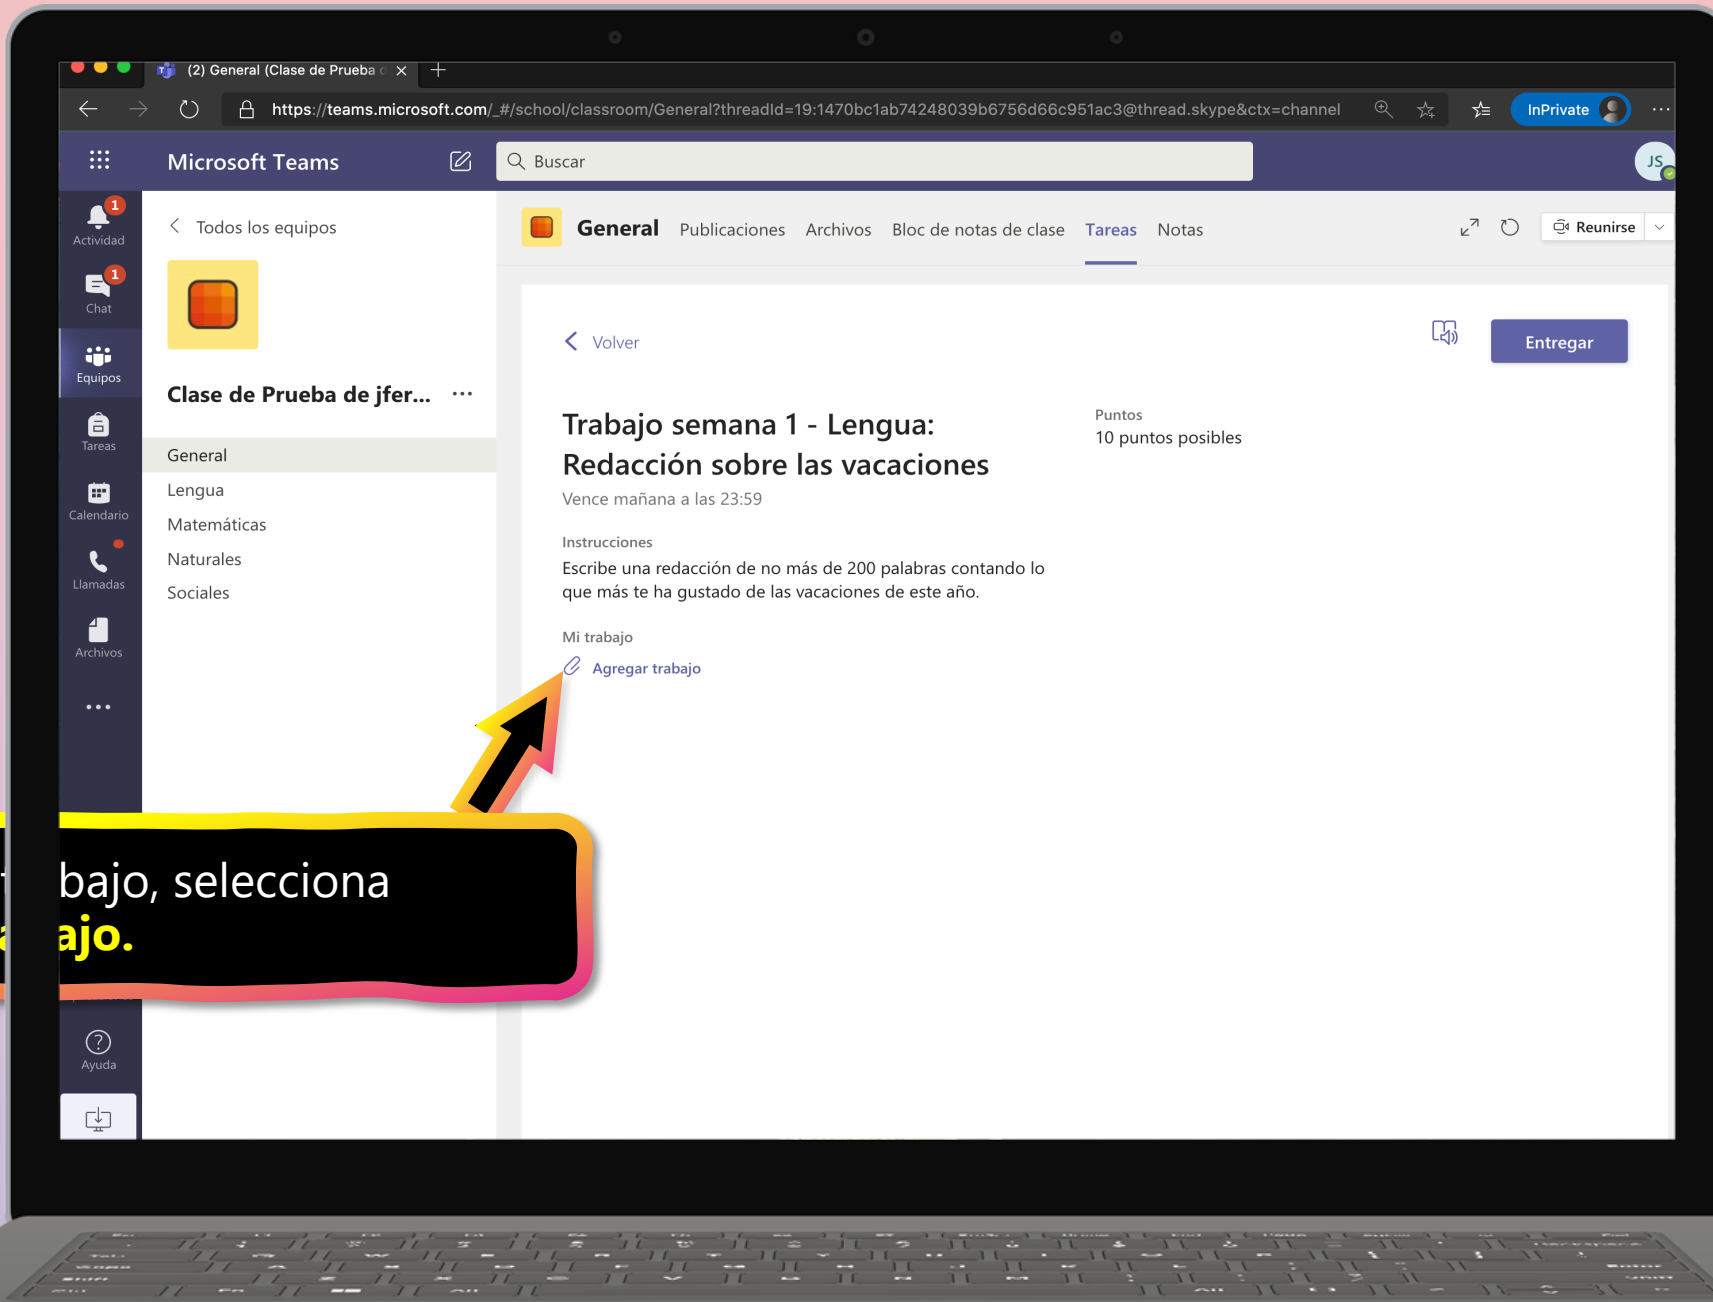 (2) General (Clase de Prueba d
https://teams.microsoft.com/_#/school/classroom/General?threadId=19:1470bc1ab74248039b6756d66c951ac3@thread.skype&ctx=channel
InPrivate
Microsoft Teams
Buscar
JS
1
Actividad
1
Chat
Equipos
Tareas
Calendario
Llamadas
Archivos
Ayuda
Todos los equipos
Clase de Prueba de jfer...
General
Lengua
Matemáticas
Naturales
Sociales
General Publicaciones Archivos Bloc de notas de clase Tareas Notas
Reunirse
Volver
Entregar
Trabajo semana 1 - Lengua:
Redacción sobre las vacaciones
Vence mañana a las 23:59
Puntos
10 puntos posibles
Instrucciones
Escribe una redacción de no más de 200 palabras contando lo
que más te ha gustado de las vacaciones de este año.
Mi trabajo
Agregar trabajo
bajo, selecciona
ajo.